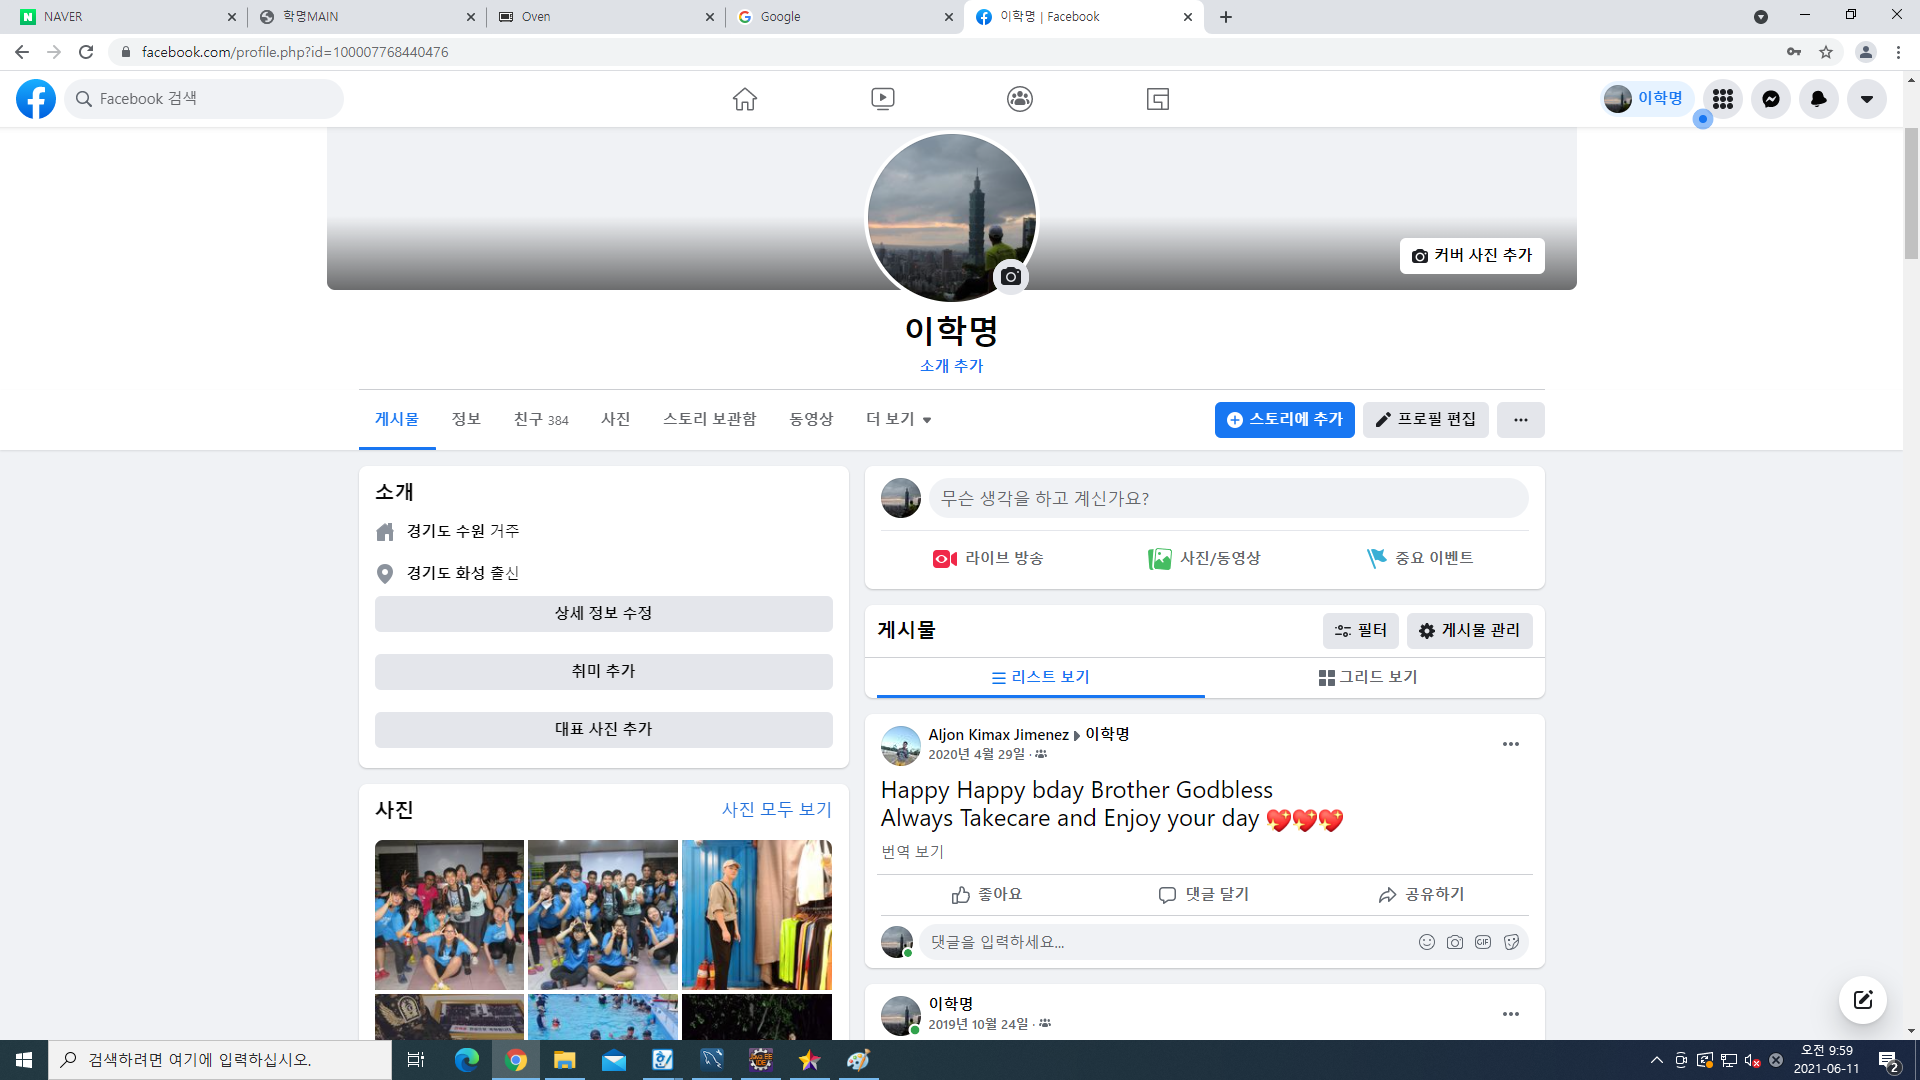 NAVER
학명MAIN
Oven
Google
이학명 | Facebook
facebook.com/profile.php?id=100007768440476
Facebook 검색
이학명
커버 사진 추가
이학명
소개 추가
게시물
정보
친구 384
사진
스토리 보관함
동영상
더 보기
스토리에 추가
프로필 편집
소개
경기도 수원 거주
경기도 화성 출신
상세 정보 수정
취미 추가
대표 사진 추가
사진
사진 모두 보기
무슨 생각을 하고 계신가요?
라이브 방송
사진/동영상
중요 이벤트
게시물
필터
게시물 관리
리스트 보기
그리드 보기
Aljon Kimax Jimenez
이학명
2020년 4월 29일 ·
Happy Happy bday Brother Godbless
Always Takecare and Enjoy your day 💖💖💖
번역 보기
좋아요
댓글 달기
공유하기
댓글을 입력하세요...
GIF
이학명
2019년 10월 24일 ·
검색하려면 여기에 입력하십시오.
오전 9:59
2021-06-11
2